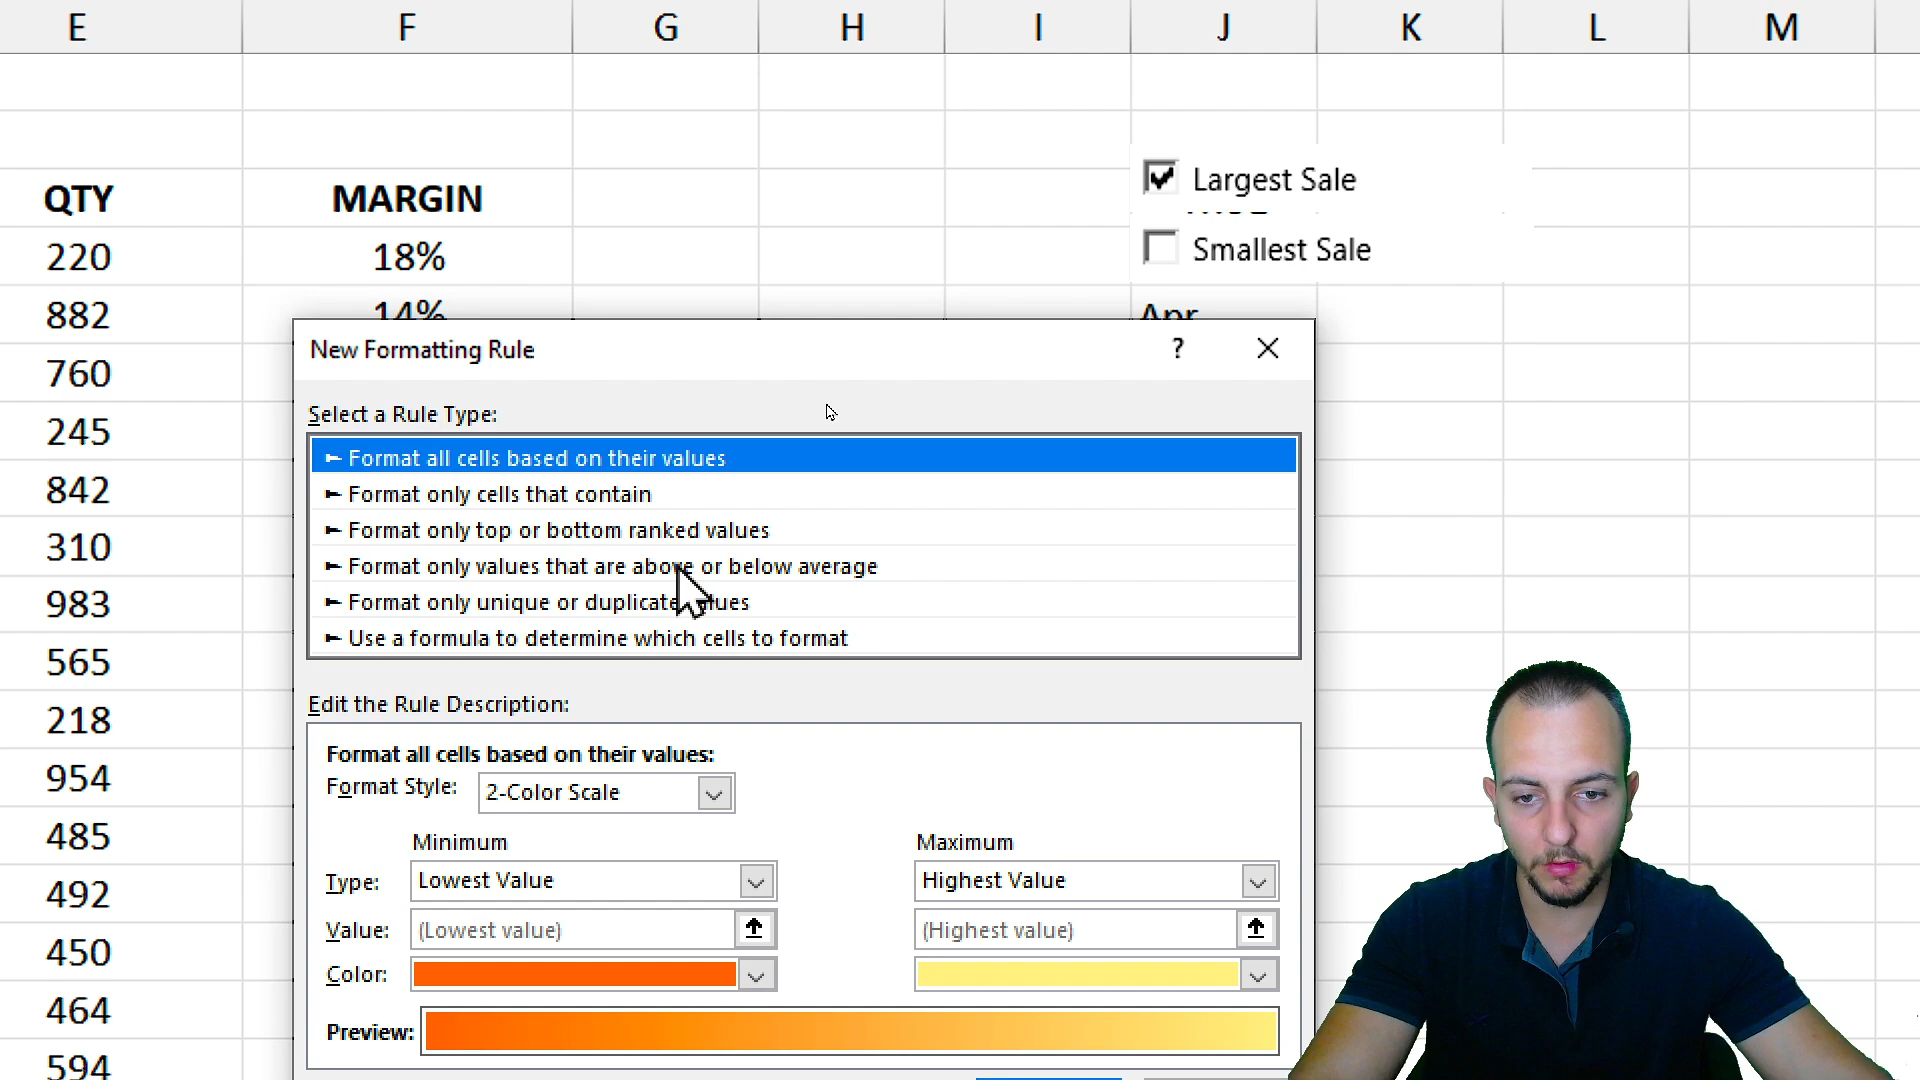 E F G H I J K L M
Largest Sale
QTY MARGIN
220 18%
Smallest Sale
882 14% Apr
New Formatting Rule ?
760
Select a Rule Type:
245
► Format all cells based on their values
► Format only cells that contain
842
► Format only top or bottom ranked values
310
► Format only values that are above or below average
► Format only unique or duplicate values
983
► Use a formula to determine which cells to format
565
Edit the Rule Description:
218
Format all cells based on their values:
954
Format Style: 2-Color Scale
485
Minimum Maximum
Type: Lowest Value Highest Value
492
Value: (Lowest value) (Highest value)
450
Color:
464
Preview:
594